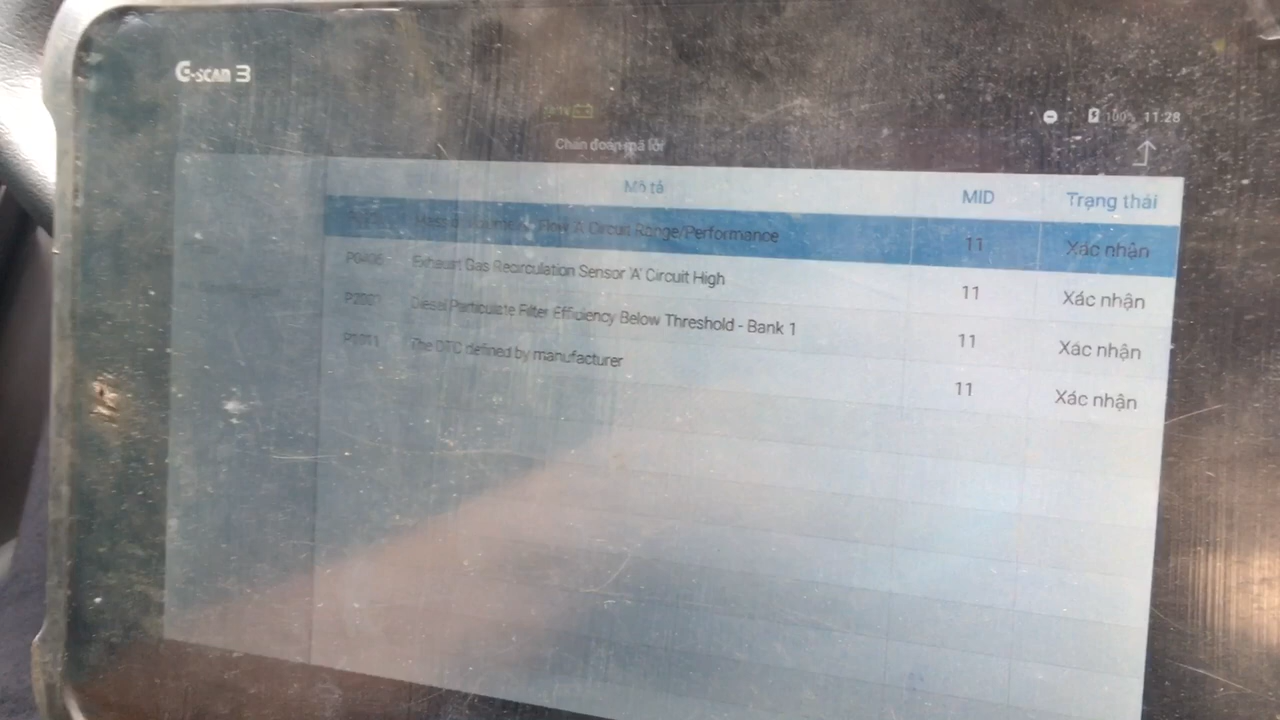 G-SCAN 3
100% 11:28
Chẩn đoán mã lỗi
Mô tả MID Trạng thái
Flow 'A' Circuit Range/Performance 11 Xác nhận
Exhaust Gas Recirculation Sensor 'A' Circuit High 11 Xác nhận
Diesel Particulate Filter Efficiency Below Threshold - Bank 1 11 Xác nhận
The DTC defined by manufacturer 11 Xác nhận